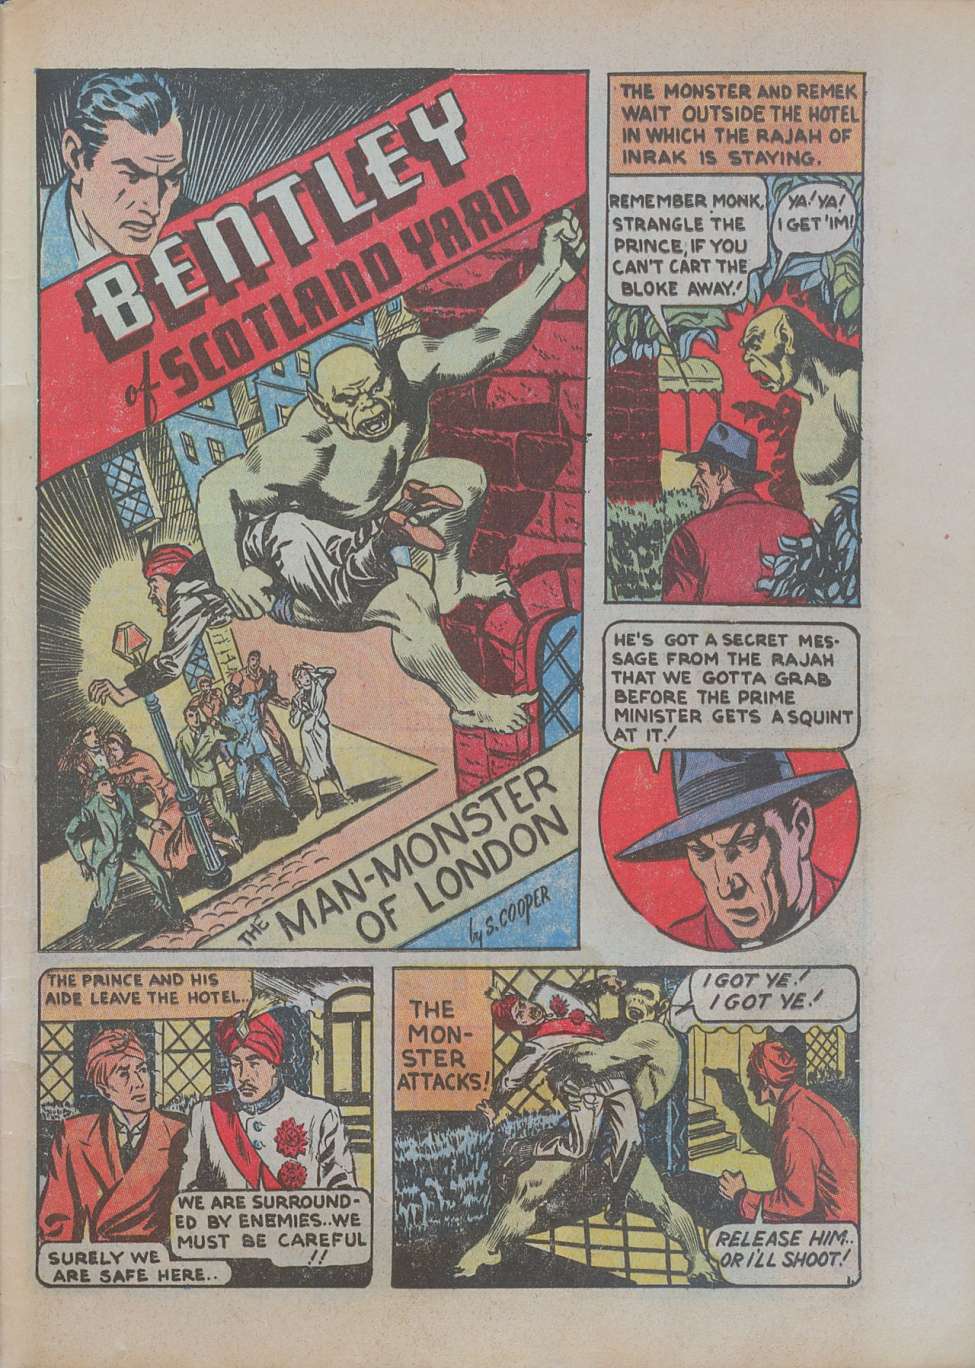 BENTLEY
of SCOTLAND YARD
THE MAN-MONSTER
OF LONDON
by S. COOPER
THE MONSTER AND REMEK
WAIT OUTSIDE THE HOTEL
IN WHICH THE RAJAH OF
INRAK IS STAYING.
REMEMBER, MONK,
STRANGLE THE
PRINCE, IF YOU
CAN'T CART THE
BLOKE AWAY!
YA! YA!
I GET 'IM!
HE'S GOT A SECRET MES-
SAGE FROM THE RAJAH
THAT WE GOTTA GRAB
BEFORE THE PRIME
MINISTER GETS A SQUINT
AT IT!
THE PRINCE AND HIS
AIDE LEAVE THE HOTEL..
SURELY WE
ARE SAFE HERE..
WE ARE SURROUND-
ED BY ENEMIES..WE
MUST BE CAREFUL
!!
THE
MON-
STER
ATTACKS!
I GOT YE!
I GOT YE!
RELEASE HIM..
OR I'LL SHOOT!
1.